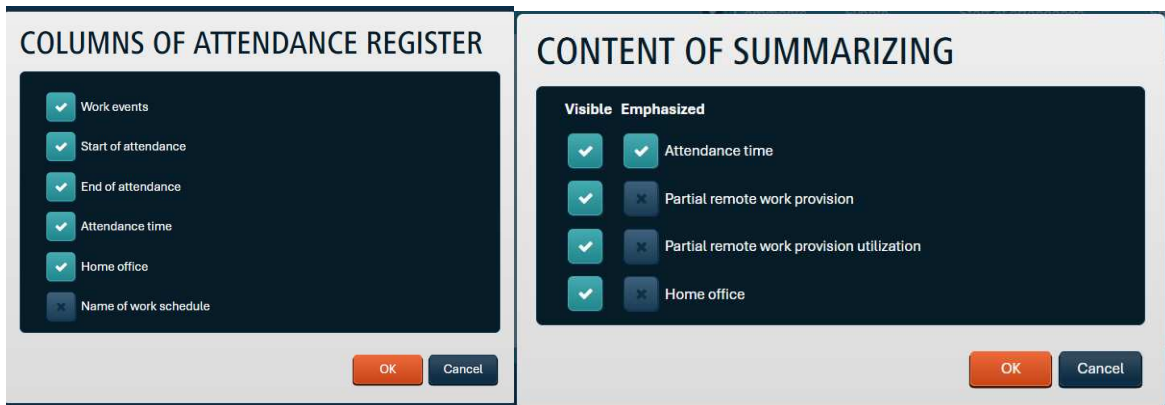 COLUMNS OF ATTENDANCE REGISTER
Work events
Start of attendance
End of attendance
Attendance time
Home office
Name of work schedule
OK Cancel
CONTENT OF SUMMARIZING
Visible Emphasized
Attendance time
Partial remote work provision
Partial remote work provision utilization
Home office
OK Cancel